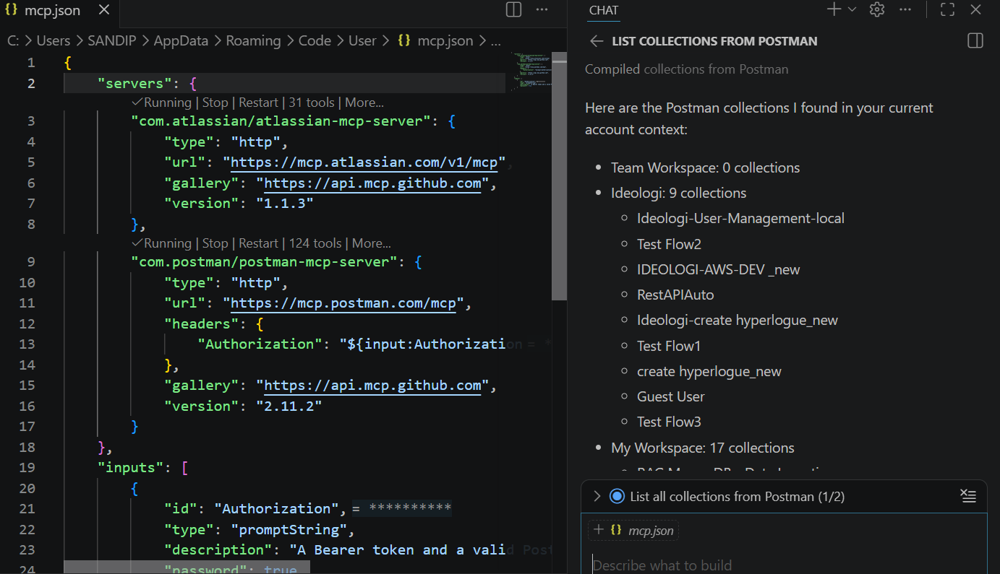 {} mcp.json
C: > Users > SANDIP > AppData > Roaming > Code > User > {} mcp.json > ...
1 {
2 "servers": {
✓Running | Stop | Restart | 31 tools | More...
3 "com.atlassian/atlassian-mcp-server": {
4 "type": "http",
5 "url": "https://mcp.atlassian.com/v1/mcp",
6 "gallery": "https://api.mcp.github.com",
7 "version": "1.1.3"
8 },
✓Running | Stop | Restart | 124 tools | More...
9 "com.postman/postman-mcp-server": {
10 "type": "http",
11 "url": "https://mcp.postman.com/mcp",
12 "headers": {
13 "Authorization": "${input:Authorization = *
14 },
15 "gallery": "https://api.mcp.github.com",
16 "version": "2.11.2"
17 }
18 },
19 "inputs": [
20 {
21 "id": "Authorization", = **********
22 "type": "promptString",
23 "description": "A Bearer token and a valid Post
24 "password": true
CHAT
LIST COLLECTIONS FROM POSTMAN
Compiled collections from Postman
Here are the Postman collections I found in your current
account context:
• Team Workspace: 0 collections
• Ideologi: 9 collections
○ Ideologi-User-Management-local
○ Test Flow2
○ IDEOLOGI-AWS-DEV _new
○ RestAPIAuto
○ Ideologi-create hyperlogue_new
○ Test Flow1
○ create hyperlogue_new
○ Guest User
○ Test Flow3
• My Workspace: 17 collections
List all collections from Postman (1/2)
+ {} mcp.json
Describe what to build